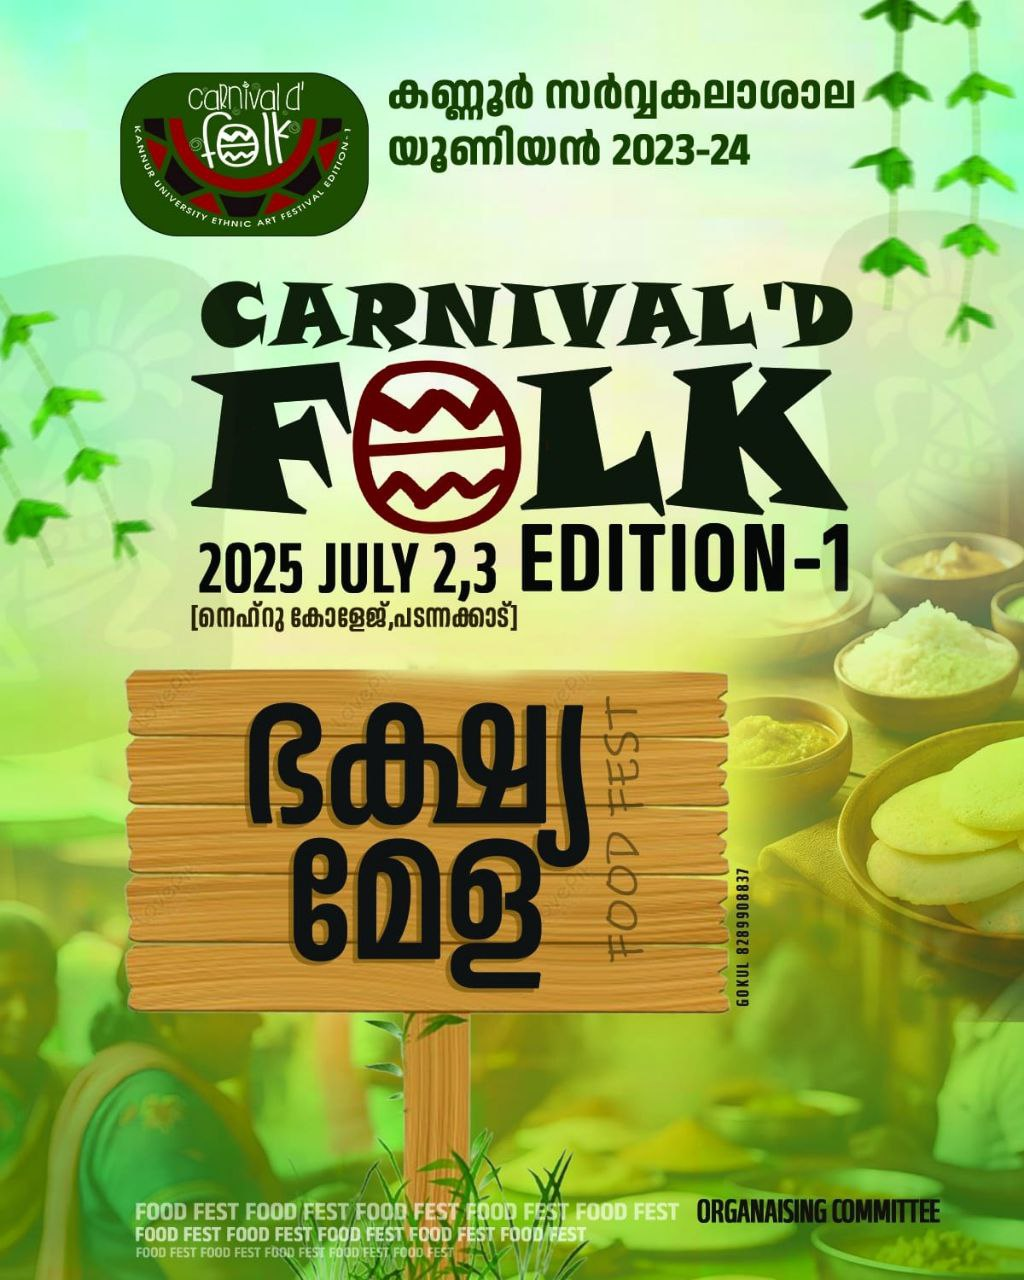 carnival d'
folk
KANNUR UNIVERSITY ETHNIC ART FESTIVAL EDITION-1
കണ്ണൂർ സർവ്വകലാശാല
യൂണിയൻ 2023-24
CARNIVAL'D
FOLK
2025 JULY 2,3 EDITION-1
[നെഹ്റു കോളേജ്,പടന്നക്കാട്]
ഭക്ഷ്യ
മേള
FOOD FEST
GOKUL 8289908837
FOOD FEST FOOD FEST FOOD FEST FOOD FEST FOOD FEST
FOOD FEST FOOD FEST FOOD FEST FOOD FEST FOOD FEST
FOOD FEST FOOD FEST FOOD FEST FOOD FEST FOOD FEST
ORGANAISING COMMITTEE